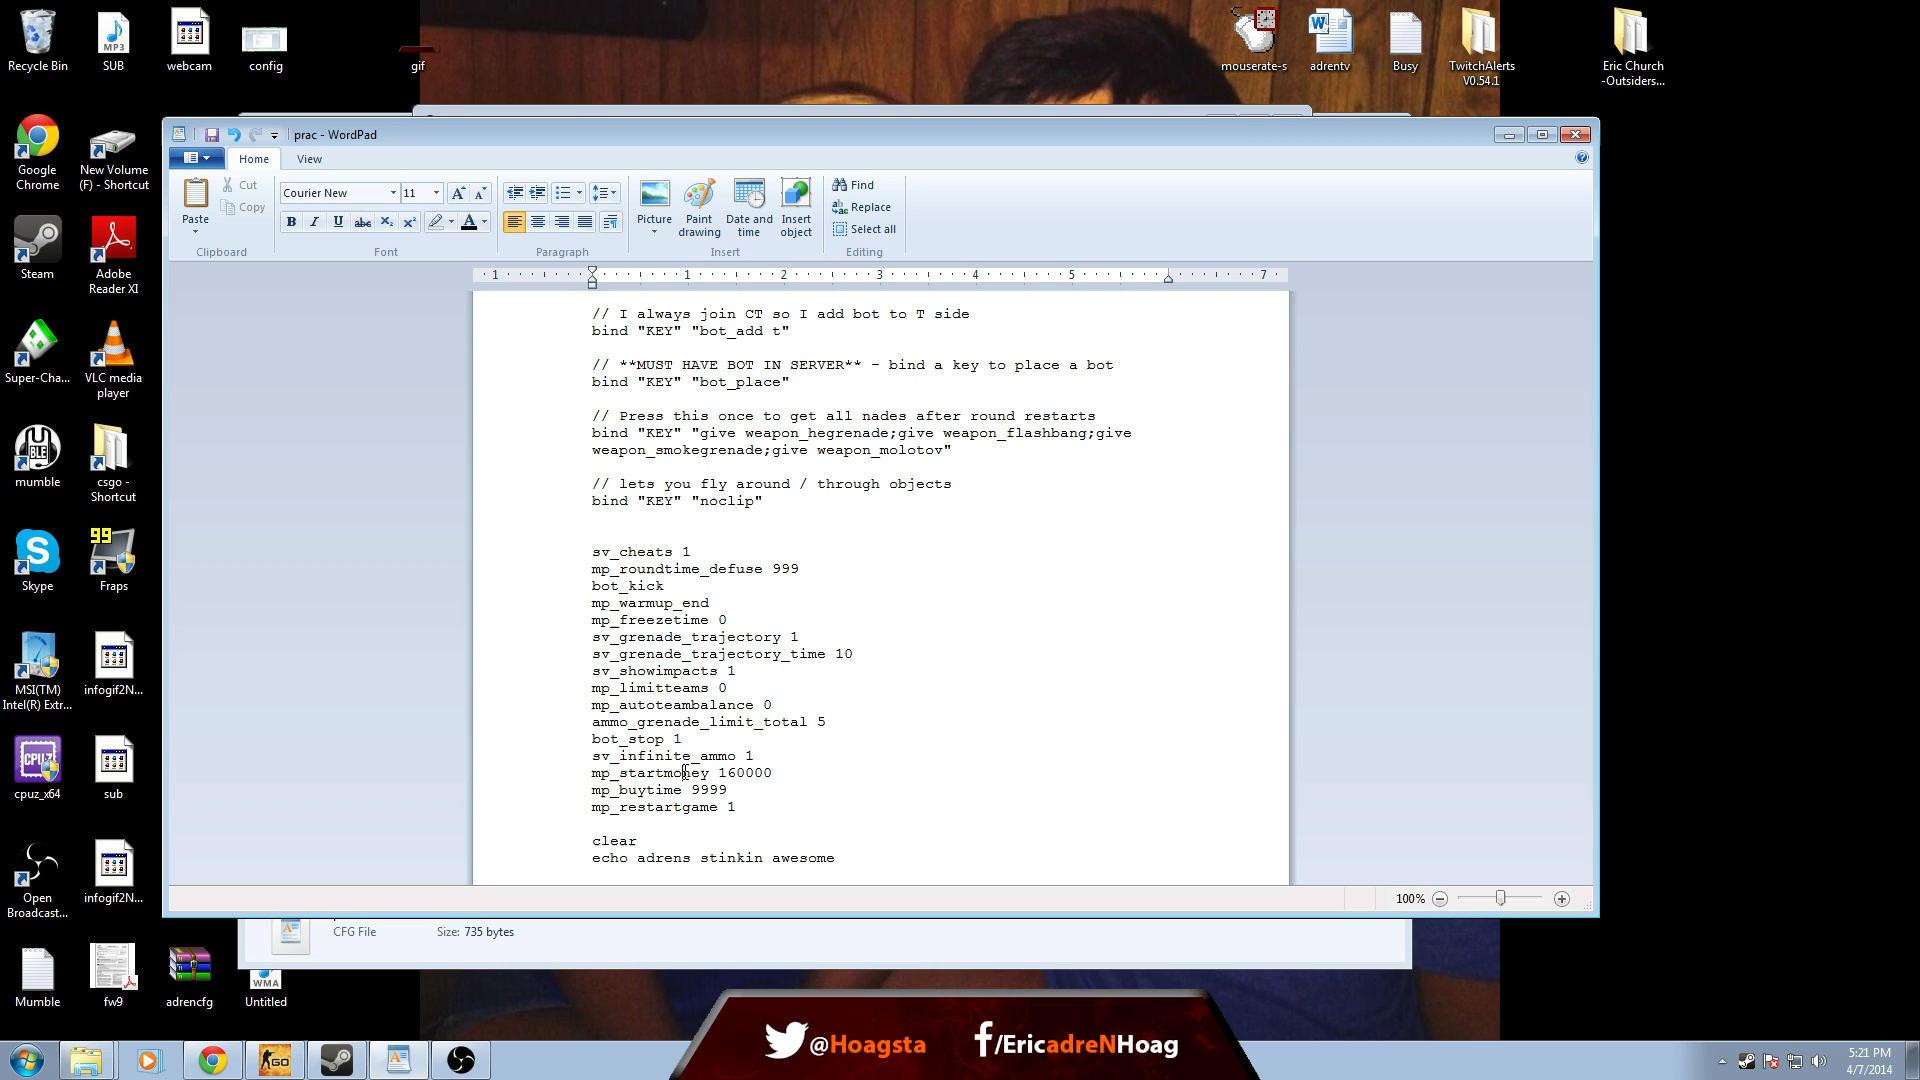 Recycle Bin
SUB
webcam
config
gif
mouserate-s
adrentv
Busy
TwitchAlerts
V0.54.1
Eric Church
-Outsiders...
prac - WordPad
Home
View
Google
Chrome
New Volume
(F) - Shortcut
Paste
Cut
Copy
Clipboard
Courier New
11
Font
Paragraph
Picture
Paint
drawing
Date and
time
Insert
object
Insert
Find
Replace
Select all
Editing
1 1 2 3 4 5 7
// I always join CT so I add bot to T side
bind "KEY" "bot_add t"
// **MUST HAVE BOT IN SERVER** - bind a key to place a bot
bind "KEY" "bot_place"
// Press this once to get all nades after round restarts
bind "KEY" "give weapon_hegrenade;give weapon_flashbang;give
weapon_smokegrenade;give weapon_molotov"
// lets you fly around / through objects
bind "KEY" "noclip"
sv_cheats 1
mp_roundtime_defuse 999
bot_kick
mp_warmup_end
mp_freezetime 0
sv_grenade_trajectory 1
sv_grenade_trajectory_time 10
sv_showimpacts 1
mp_limitteams 0
mp_autoteambalance 0
ammo_grenade_limit_total 5
bot_stop 1
sv_infinite_ammo 1
mp_startmoney 160000
mp_buytime 9999
mp_restartgame 1
clear
echo adrens stinkin awesome
100%
Steam
Adobe
Reader XI
Super-Cha...
VLC media
player
mumble
csgo -
Shortcut
Skype
99
Fraps
MSI(TM)
Intel(R) Extr...
infogif2N...
cpuz_x64
sub
Open
Broadcast...
infogif2N...
Mumble
fw9
adrencfg
Untitled
CFG File
Size: 735 bytes
@Hoagsta
/EricadreNHoag
5:21 PM
4/7/2014